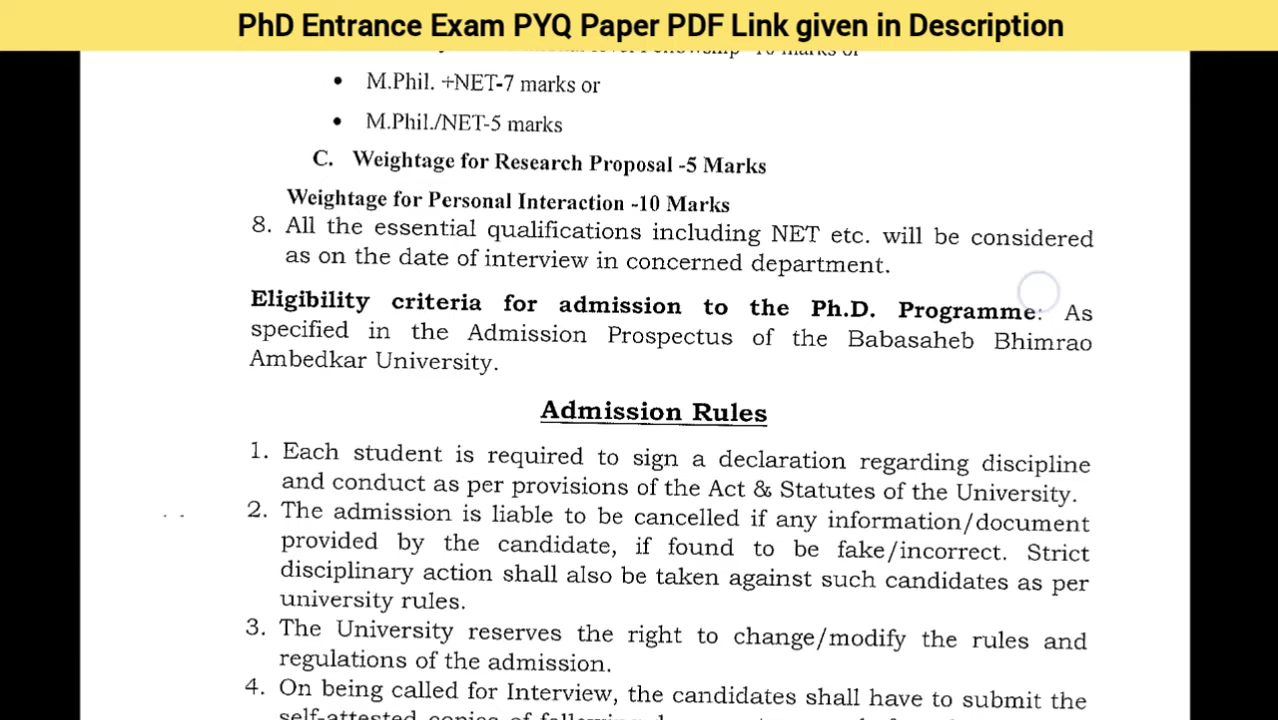 PhD Entrance Exam PYQ Paper PDF Link given in Description
• M.Phil. +NET-7 marks or
• M.Phil./NET-5 marks
C. Weightage for Research Proposal -5 Marks
Weightage for Personal Interaction -10 Marks
8. All the essential qualifications including NET etc. will be considered
as on the date of interview in concerned department.
Eligibility criteria for admission to the Ph.D. Programme: As
specified in the Admission Prospectus of the Babasaheb Bhimrao
Ambedkar University.
Admission Rules
1. Each student is required to sign a declaration regarding discipline
and conduct as per provisions of the Act & Statutes of the University.
2. The admission is liable to be cancelled if any information/document
provided by the candidate, if found to be fake/incorrect. Strict
disciplinary action shall also be taken against such candidates as per
university rules.
3. The University reserves the right to change/modify the rules and
regulations of the admission.
4. On being called for Interview, the candidates shall have to submit the
self-attested copies of following